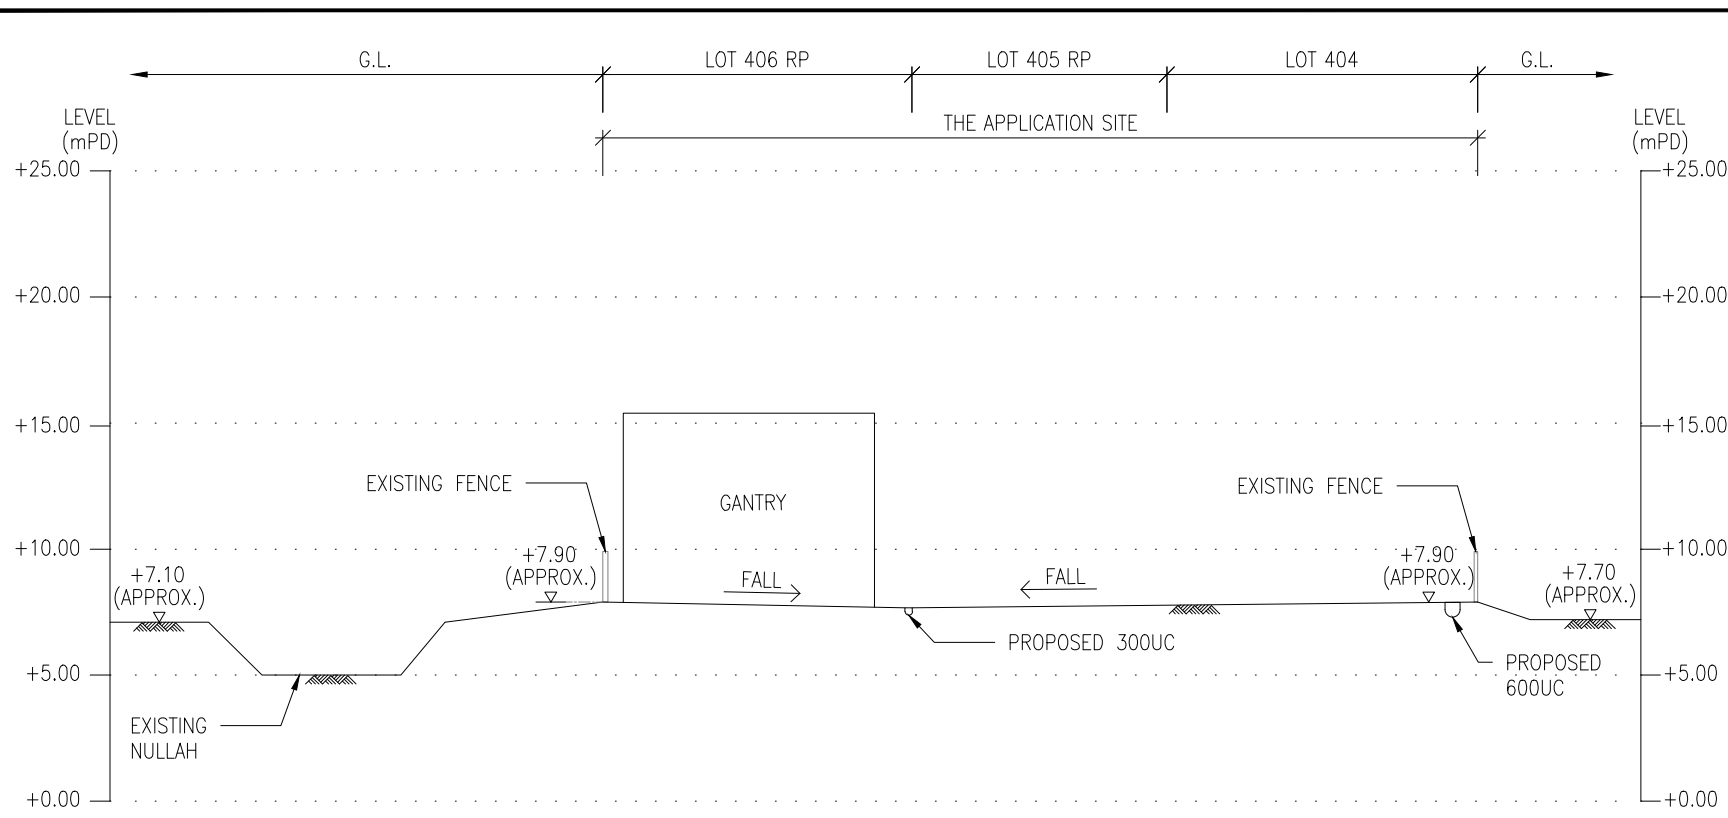 G.L.
LOT 406 RP
LOT 405 RP
LOT 404
G.L.
LEVEL
(mPD)
THE APPLICATION SITE
LEVEL
(mPD)
+25.00
+25.00
+20.00
+20.00
+15.00
+15.00
EXISTING FENCE
EXISTING FENCE
GANTRY
+10.00
+10.00
+7.10
(APPROX.)
+7.90
(APPROX.)
FALL
FALL
+7.90
(APPROX.)
+7.70
(APPROX.)
PROPOSED 300UC
PROPOSED
600UC
+5.00
+5.00
EXISTING
NULLAH
+0.00
+0.00